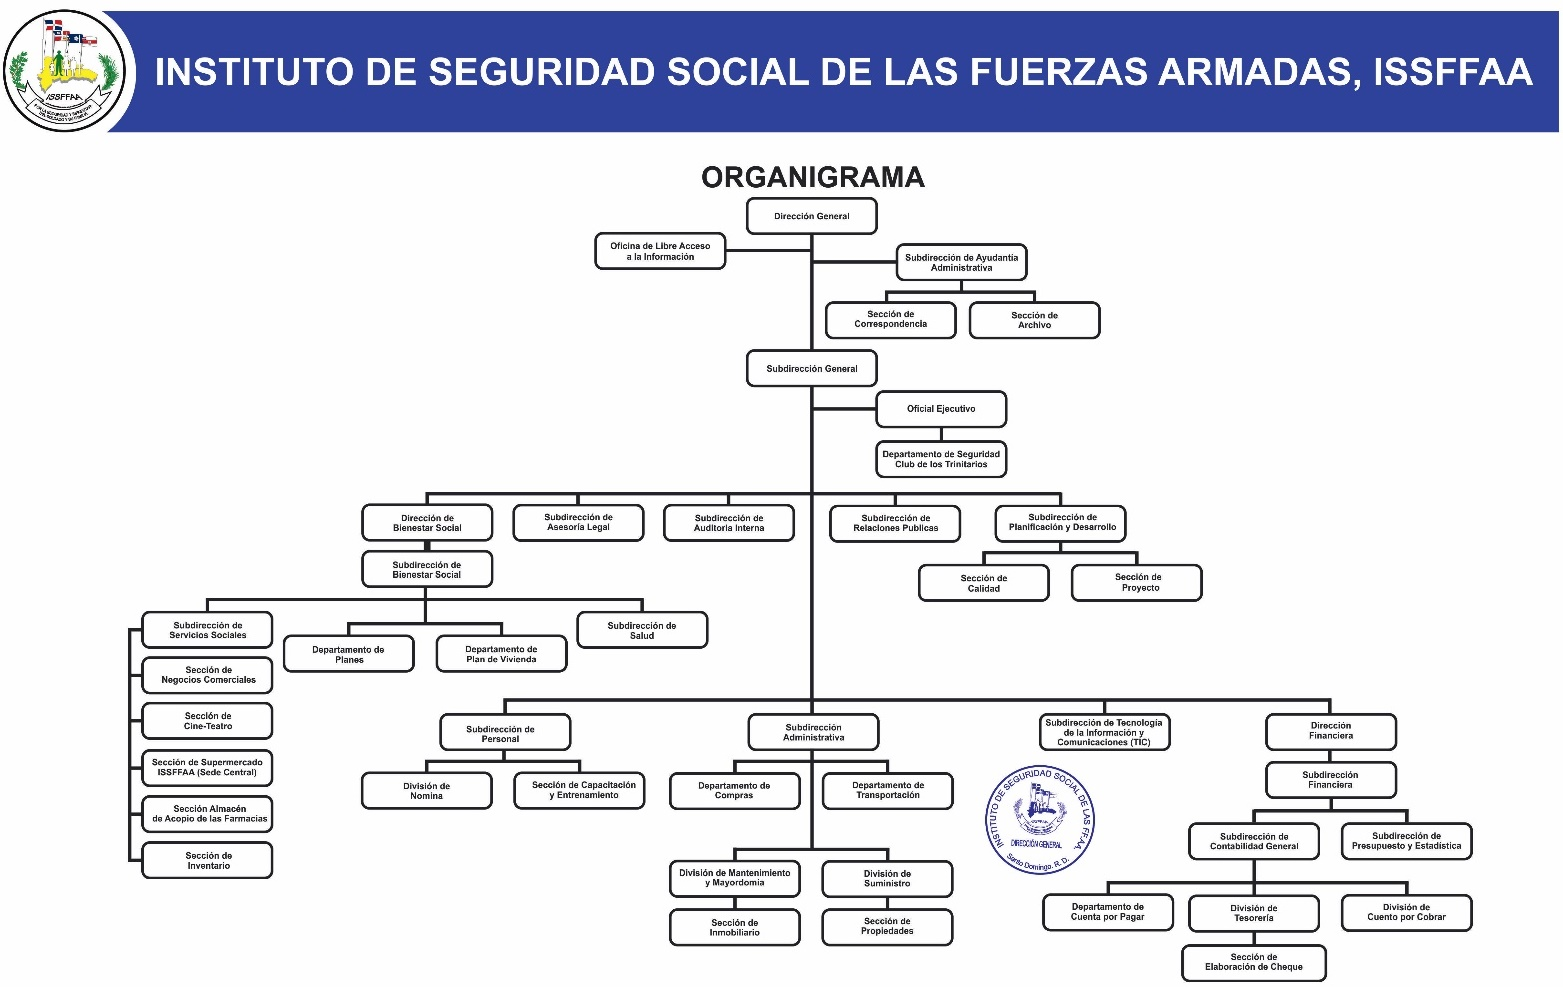 INSTITUTO DE SEGURIDAD SOCIAL DE LAS FUERZAS ARMADAS, ISSFFAA
ISSFFAA
ORGANIGRAMA
Dirección General
Oficina de Libre Acceso
a la Información
Subdirección de Ayudantía
Administrativa
Sección de
Correspondencia
Sección de
Archivo
Subdirección General
Oficial Ejecutivo
Departamento de Seguridad
Club de los Trinitarios
Dirección de
Bienestar Social
Subdirección de
Asesoría Legal
Subdirección de
Auditoria Interna
Subdirección de
Relaciones Publicas
Subdirección de
Planificación y Desarrollo
Subdirección de
Bienestar Social
Sección de
Calidad
Sección de
Proyecto
Subdirección de
Servicios Sociales
Departamento de
Planes
Departamento de
Plan de Vivienda
Subdirección de
Salud
Sección de
Negocios Comerciales
Sección de
Cine-Teatro
Sección de Supermercado
ISSFFAA (Sede Central)
Sección Almacén
de Acopio de las Farmacias
Sección de
Inventario
Subdirección de
Personal
Subdirección
Administrativa
Subdirección de Tecnología
de la Información y
Comunicaciones (TIC)
Dirección
Financiera
División de
Nomina
Sección de Capacitación
y Entrenamiento
Departamento de
Compras
Departamento de
Transportación
Subdirección
Financiera
INSTITUTO DE SEGURIDAD SOCIAL DE LAS FFAA.
ISSFFAA
DIRECCIÓN GENERAL
Santo Domingo, R. D.
Subdirección de
Contabilidad General
Subdirección de
Presupuesto y Estadística
División de Mantenimiento
y Mayordomia
División de
Suministro
Departamento de
Cuenta por Pagar
División de
Tesorería
División de
Cuento por Cobrar
Sección de
Inmobiliario
Sección de
Propiedades
Sección de
Elaboración de Cheque